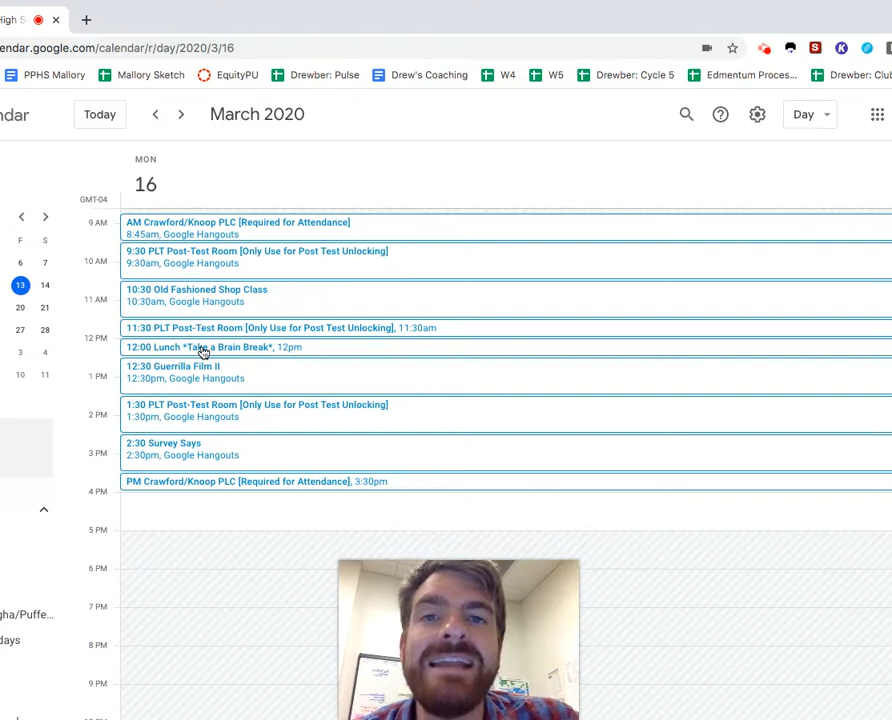 High S
endar.google.com/calendar/r/day/2020/3/16
PPHS Mallory
Mallory Sketch
EquityPU
Drewber: Pulse
Drew's Coaching
W4
W5
Drewber: Cycle 5
Edmentum Proces...
Drewber: Clu
ndar
Today
March 2020
Day
MON
16
GMT-04
F S
6 7
13 14
20 21
27 28
3 4
10 11
9 AM
10 AM
11 AM
12 PM
1 PM
2 PM
3 PM
4 PM
5 PM
6 PM
7 PM
8 PM
9 PM
AM Crawford/Knoop PLC [Required for Attendance]
8:45am, Google Hangouts
9:30 PLT Post-Test Room [Only Use for Post Test Unlocking]
9:30am, Google Hangouts
10:30 Old Fashioned Shop Class
10:30am, Google Hangouts
11:30 PLT Post-Test Room [Only Use for Post Test Unlocking], 11:30am
12:00 Lunch *Take a Brain Break*, 12pm
12:30 Guerrilla Film II
12:30pm, Google Hangouts
1:30 PLT Post-Test Room [Only Use for Post Test Unlocking]
1:30pm, Google Hangouts
2:30 Survey Says
2:30pm, Google Hangouts
PM Crawford/Knoop PLC [Required for Attendance], 3:30pm
gha/Puffe...
days